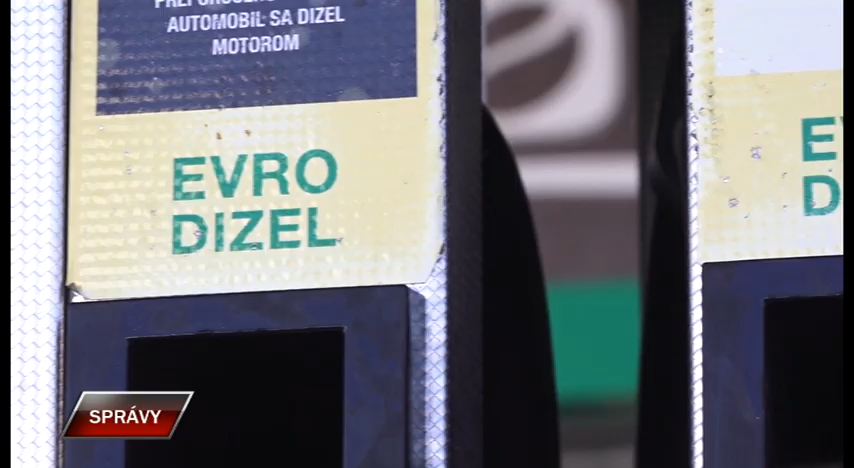 AUTOMOBIL SA DIZEL
MOTOROM
EVRO
DIZEL
E
D
SPRÁVY